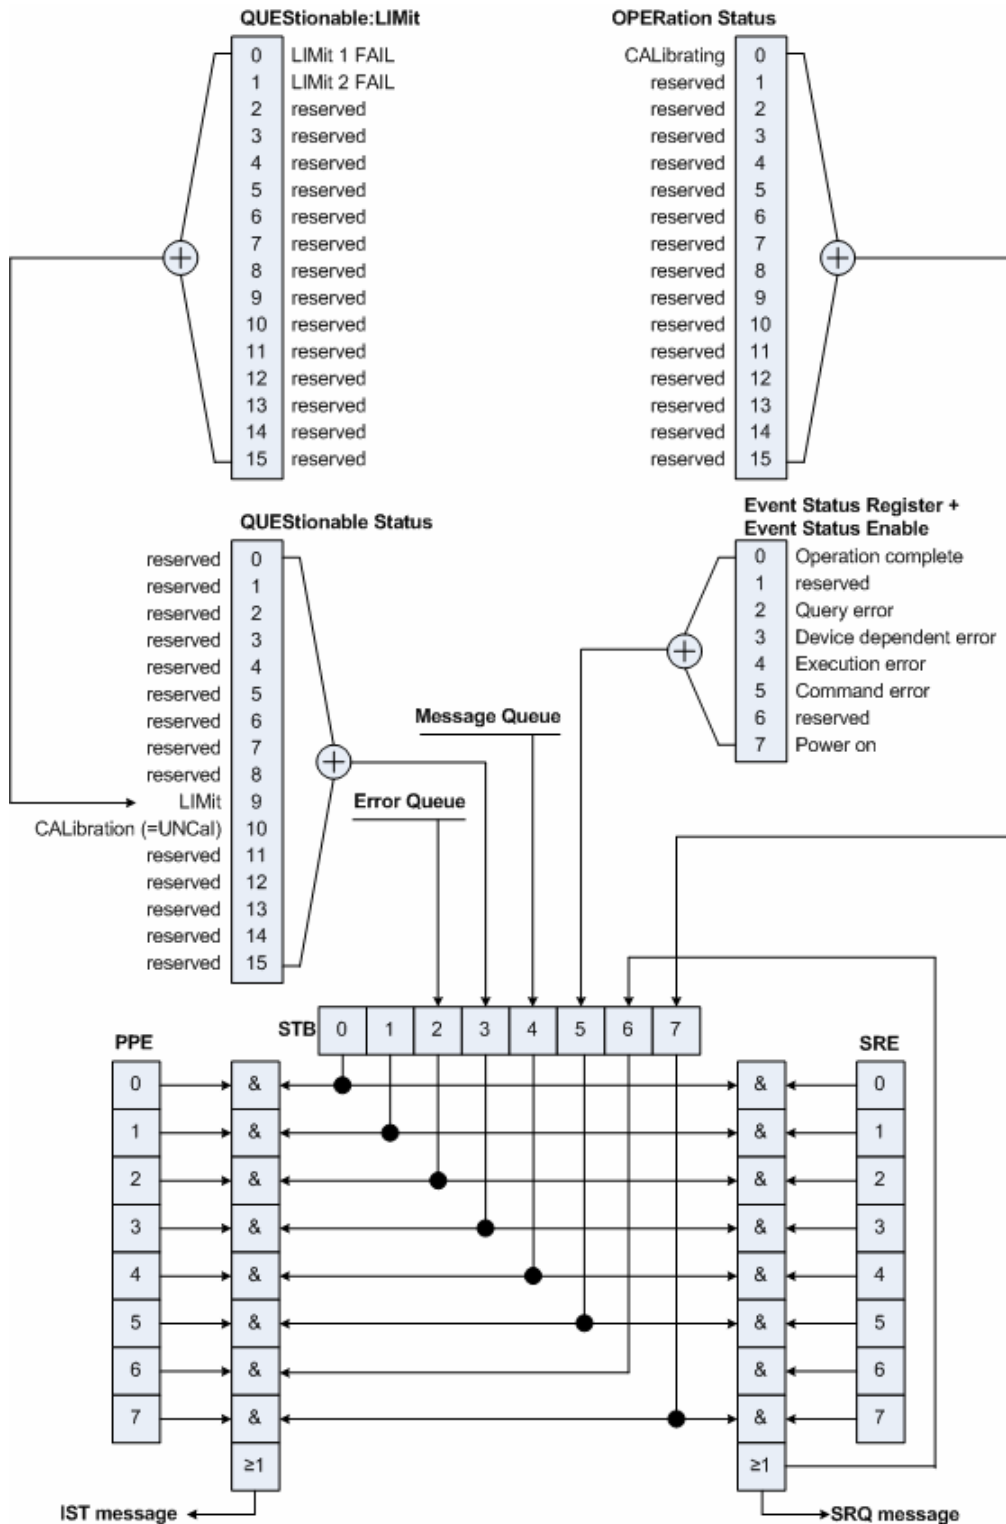 QUEStionable:LIMit
0 LIMit 1 FAIL
1 LIMit 2 FAIL
2 reserved
3 reserved
4 reserved
5 reserved
6 reserved
7 reserved
8 reserved
9 reserved
10 reserved
11 reserved
12 reserved
13 reserved
14 reserved
15 reserved
+
OPERation Status
CALibrating 0
reserved 1
reserved 2
reserved 3
reserved 4
reserved 5
reserved 6
reserved 7
reserved 8
reserved 9
reserved 10
reserved 11
reserved 12
reserved 13
reserved 14
reserved 15
+
QUEStionable Status
reserved 0
reserved 1
reserved 2
reserved 3
reserved 4
reserved 5
reserved 6
reserved 7
reserved 8
LIMit 9
CALibration (=UNCal) 10
reserved 11
reserved 12
reserved 13
reserved 14
reserved 15
+
Event Status Register +
Event Status Enable
0 Operation complete
1 reserved
2 Query error
3 Device dependent error
4 Execution error
5 Command error
6 reserved
7 Power on
+
Message Queue
Error Queue
STB 0 1 2 3 4 5 6 7
PPE SRE
0 & & 0
1 & & 1
2 & & 2
3 & & 3
4 & & 4
5 & & 5
6 & & 6
7 & & 7
≥1 ≥1
IST message SRQ message